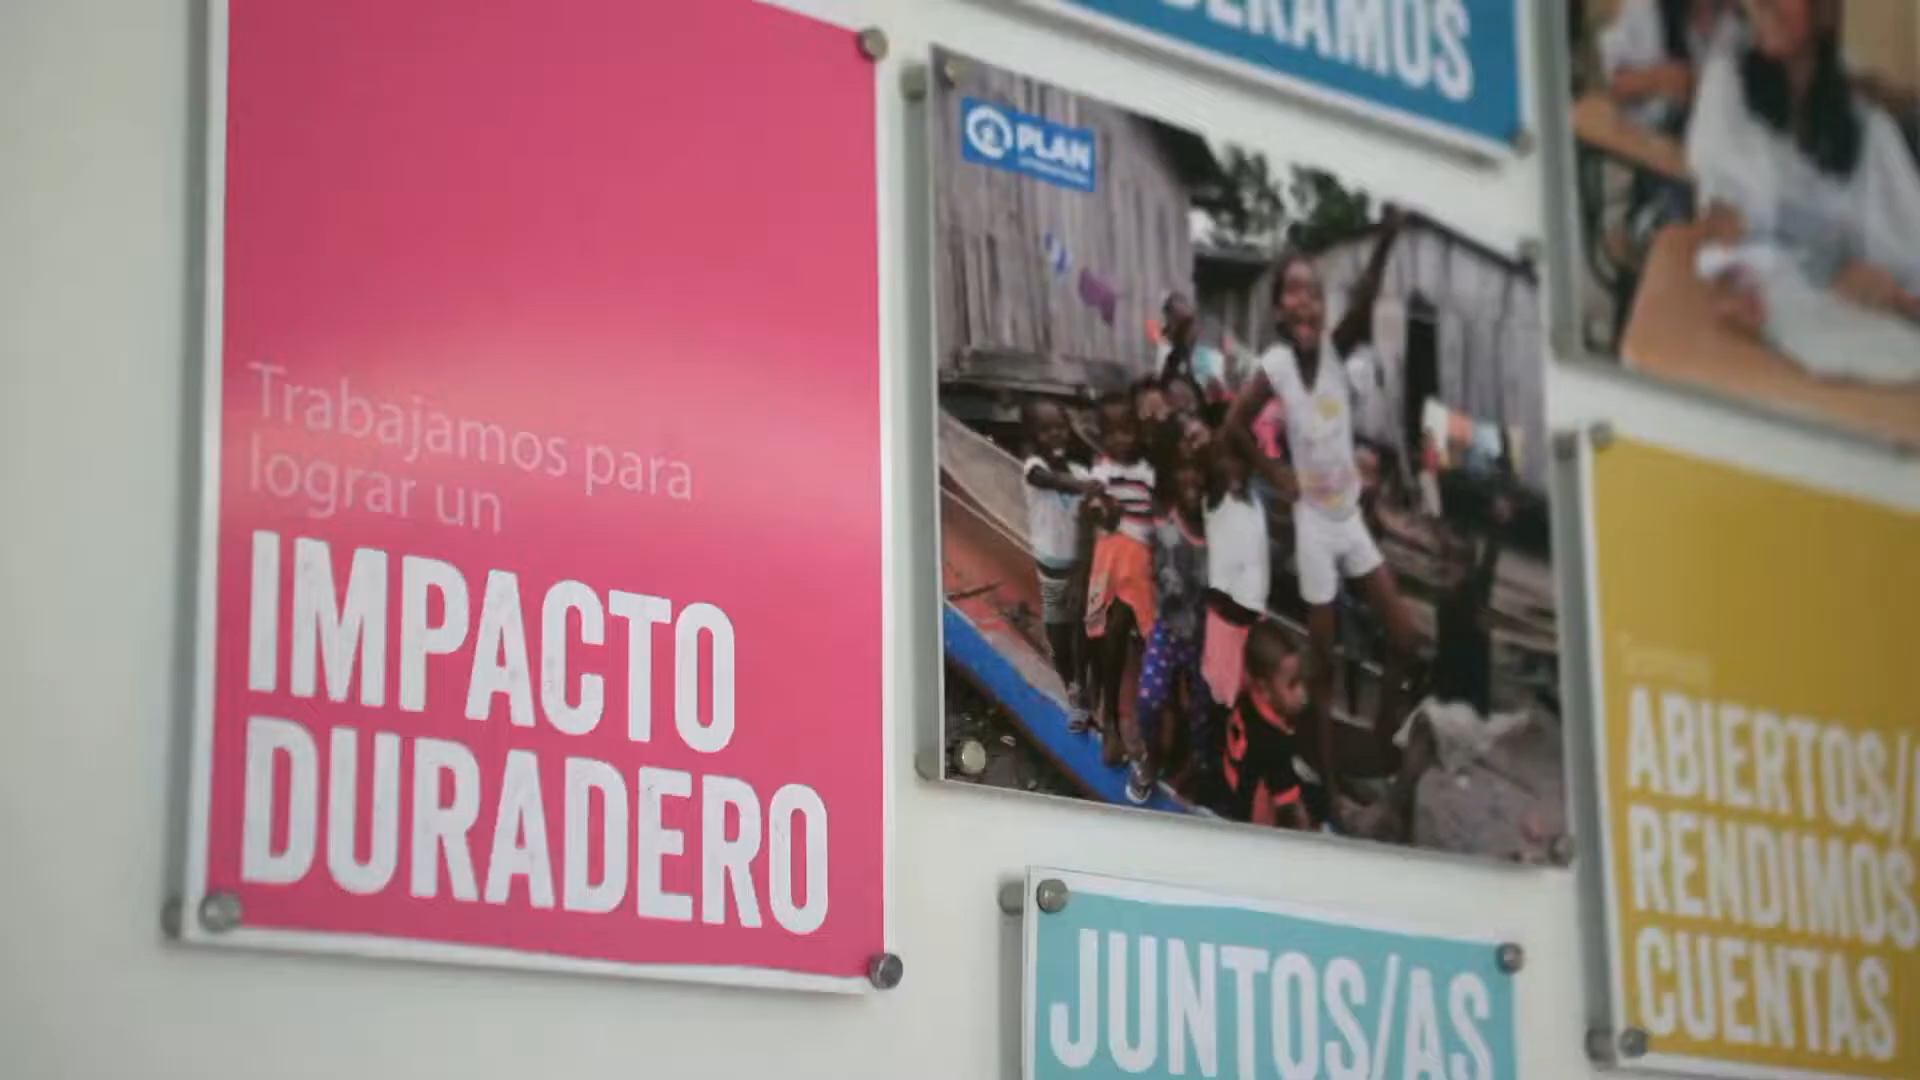 Trabajamos para
lograr un
IMPACTO
DURADERO
PLAN
JUNTOS/AS
ABIERTOS/
RENDIMOS
CUENTAS